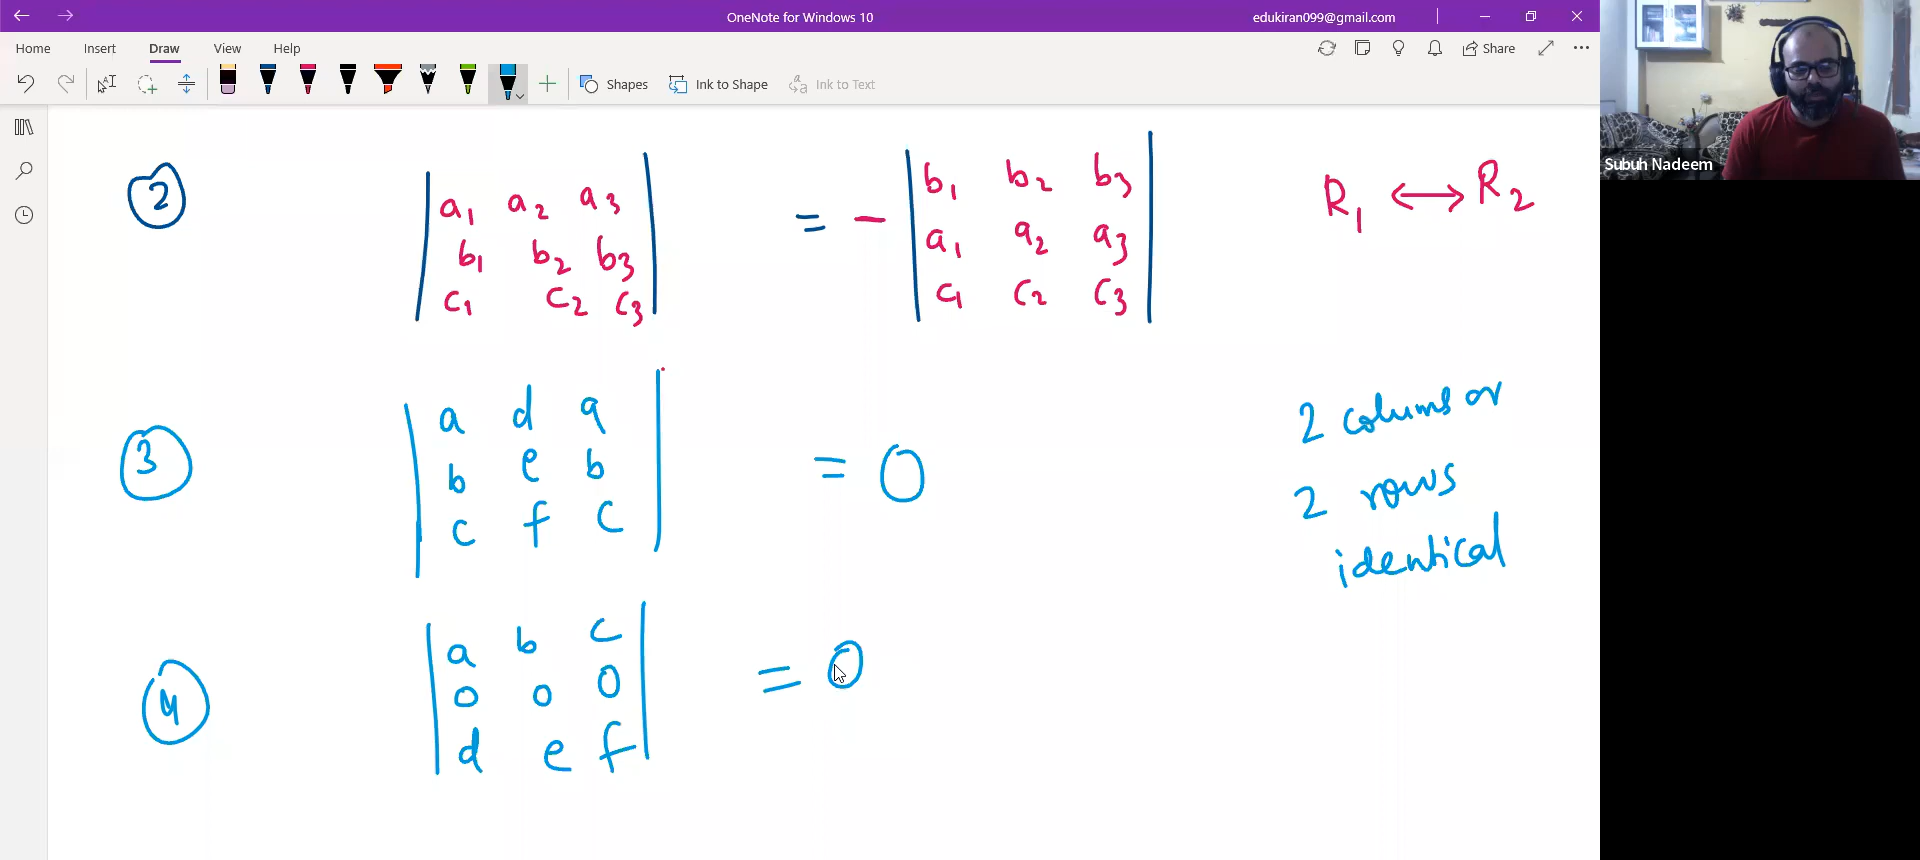 OneNote for Windows 10
edukiran099@gmail.com
Home Insert Draw View Help
Share
Shapes Ink to Shape Ink to Text
Subuh Nadeem
2
a1 a2 a3
b1 b2 b3
c1 c2 c3
= -
b1 b2 b3
a1 a2 a3
c1 c2 c3
R1 ↔ R2
3
a d a
b e b
c f c
= 0
2 colums or
2 rows
identical
4
a b c
0 0 0
d e f
= 0